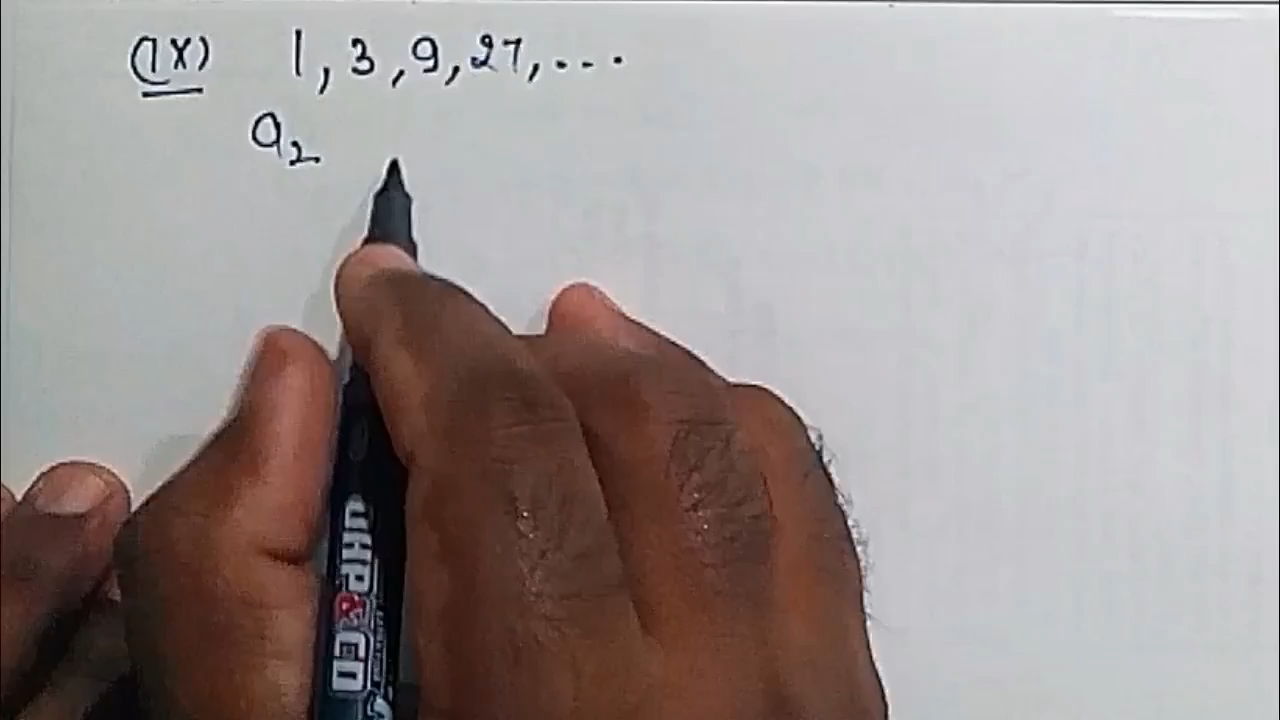 (IX) 1, 3, 9, 27, ...
a₂